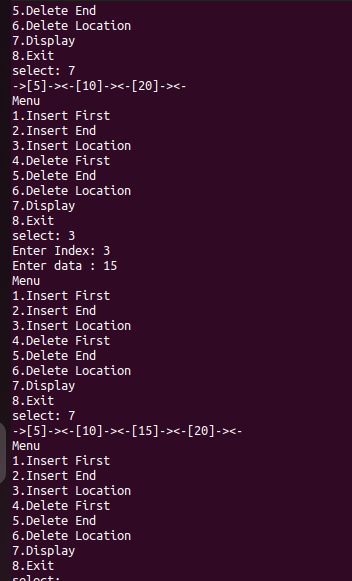 5.Delete End
6.Delete Location
7.Display
8.Exit
select: 7
->[5]-><-[10]-><-[20]-><-
Menu
1.Insert First
2.Insert End
3.Insert Location
4.Delete First
5.Delete End
6.Delete Location
7.Display
8.Exit
select: 3
Enter Index: 3
Enter data : 15
Menu
1.Insert First
2.Insert End
3.Insert Location
4.Delete First
5.Delete End
6.Delete Location
7.Display
8.Exit
select: 7
->[5]-><-[10]-><-[15]-><-[20]-><-
Menu
1.Insert First
2.Insert End
3.Insert Location
4.Delete First
5.Delete End
6.Delete Location
7.Display
8.Exit
select: